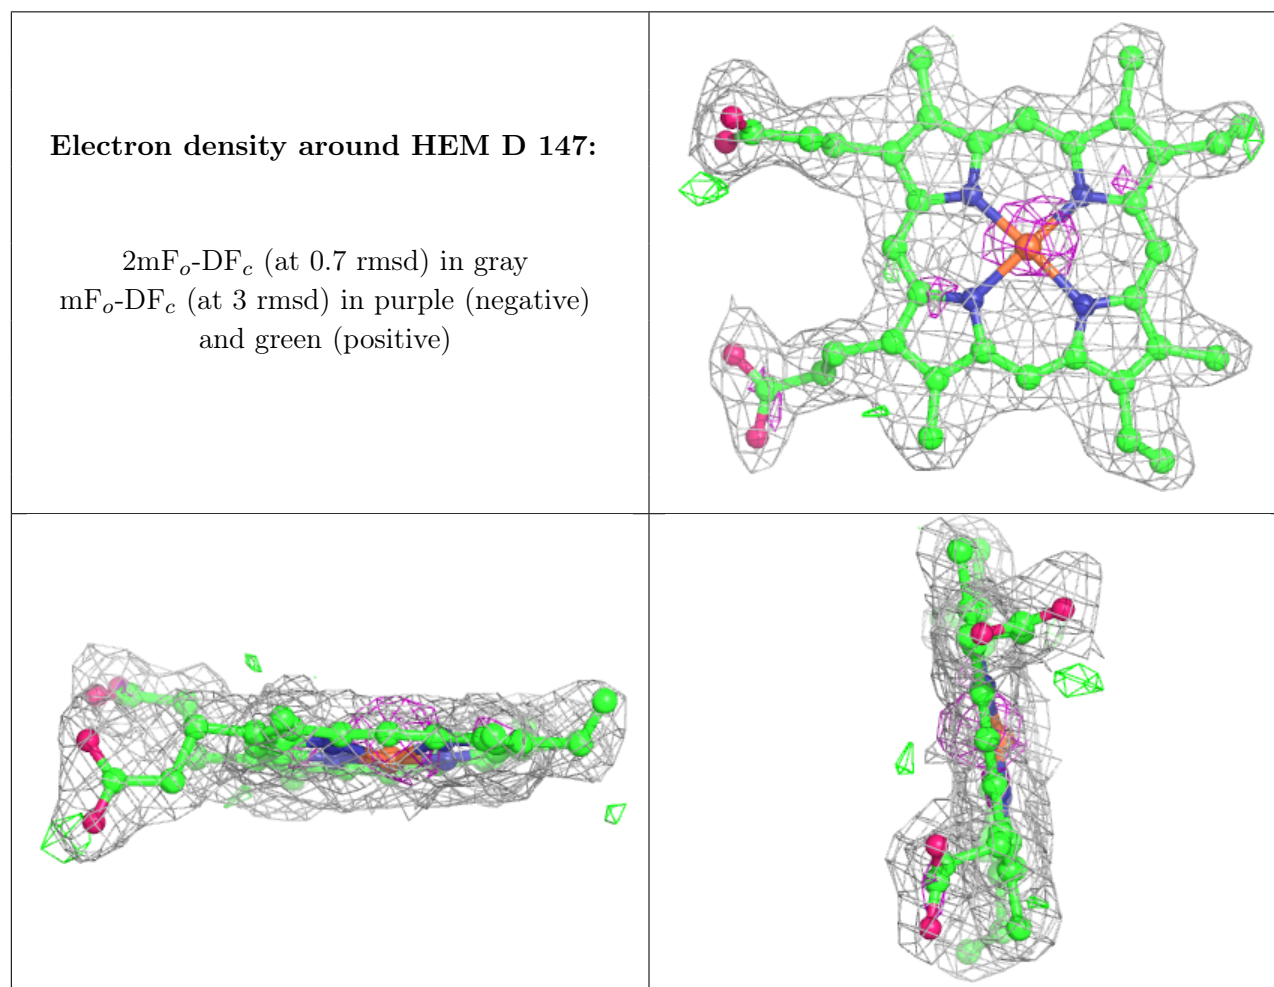 Electron density around HEM D 147:
2mFo-DFc (at 0.7 rmsd) in gray
mFo-DFc (at 3 rmsd) in purple (negative)
and green (positive)